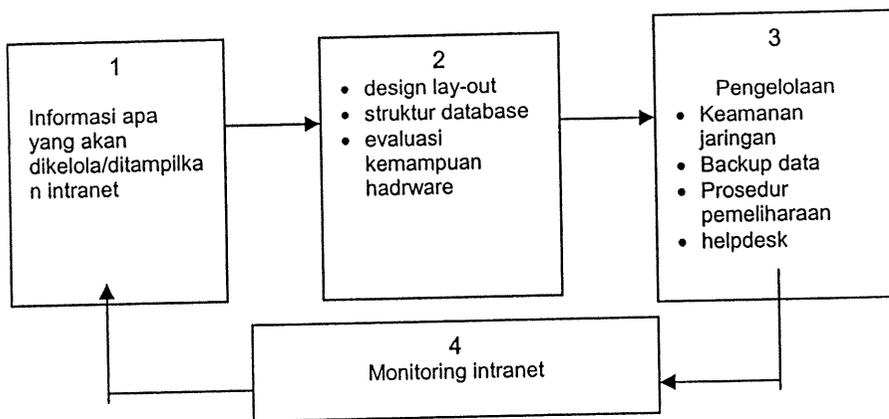 1
Informasi apa
yang akan
dikelola/ditampilka
n intranet
2
• design lay-out
• struktur database
• evaluasi
kemampuan
hadrware
3
Pengelolaan
• Keamanan
jaringan
• Backup data
• Prosedur
pemeliharaan
• helpdesk
4
Monitoring intranet